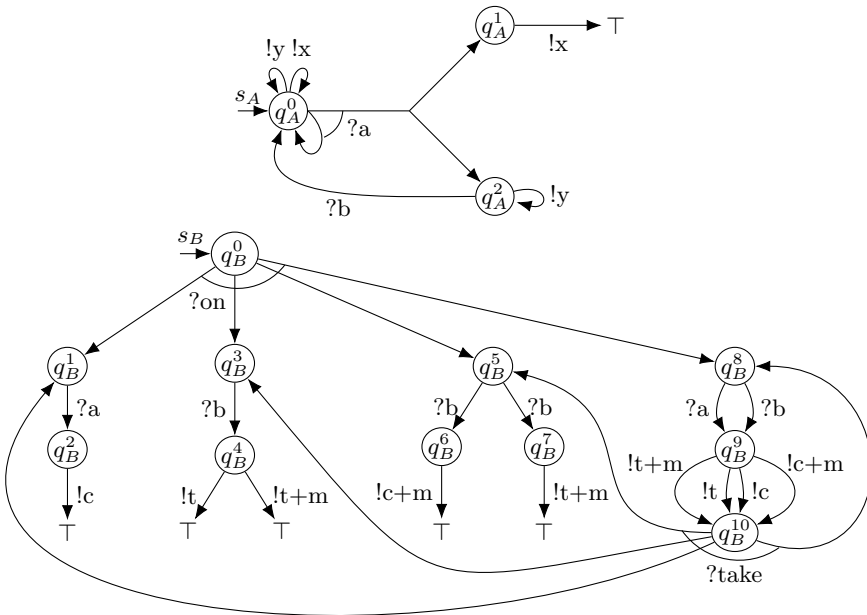 !y !x
q_A^1
!x
⊤
s_A
q_A^0
?a
q_A^2
!y
?b
s_B
q_B^0
?on
q_B^1
q_B^3
q_B^5
q_B^8
?a
?b
?b
?b
?a
?b
q_B^2
q_B^4
q_B^6
q_B^7
q_B^9
!c
!t
!t+m
!c+m
!t+m
!t+m
!t
!c
!c+m
⊤
⊤
⊤
⊤
⊤
q_B^10
?take